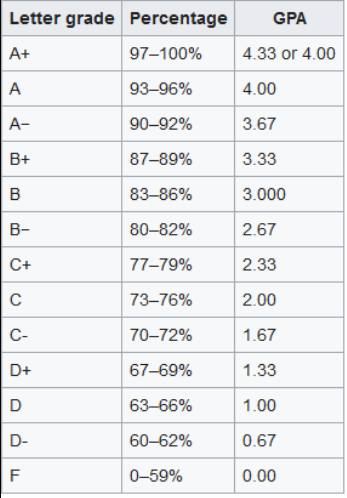 Letter grade Percentage GPA
A+ 97–100% 4.33 or 4.00
A 93–96% 4.00
A− 90–92% 3.67
B+ 87–89% 3.33
B 83–86% 3.000
B− 80–82% 2.67
C+ 77–79% 2.33
C 73–76% 2.00
C- 70–72% 1.67
D+ 67–69% 1.33
D 63–66% 1.00
D- 60–62% 0.67
F 0–59% 0.00